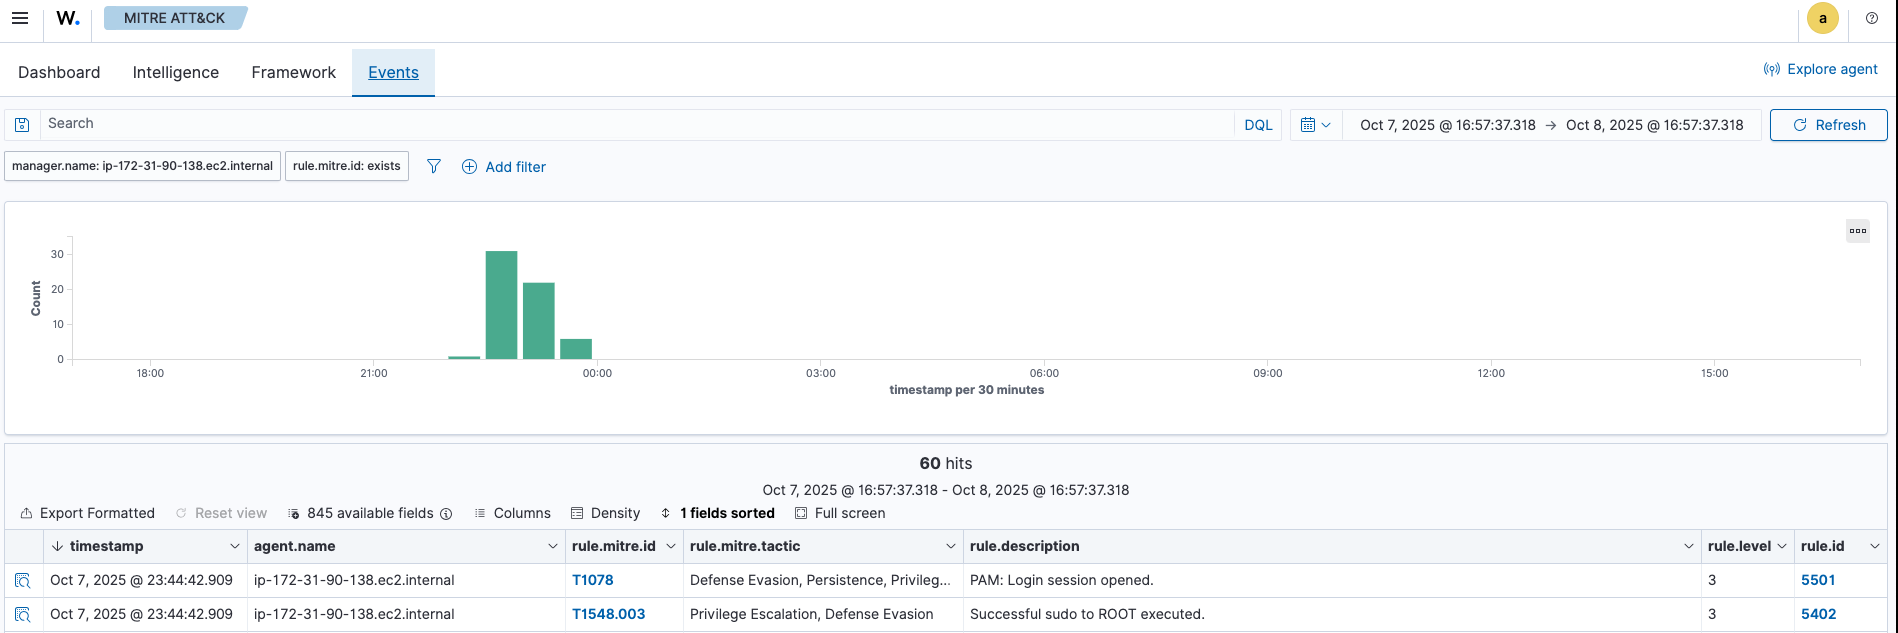 W. MITRE ATT&CK a
Dashboard Intelligence Framework Events Explore agent
Search DQL Oct 7, 2025 @ 16:57:37.318 → Oct 8, 2025 @ 16:57:37.318 Refresh
manager.name: ip-172-31-90-138.ec2.internal rule.mitre.id: exists Add filter
Count
30
20
10
0
18:00 21:00 00:00 03:00 06:00 09:00 12:00 15:00
timestamp per 30 minutes
60 hits
Oct 7, 2025 @ 16:57:37.318 - Oct 8, 2025 @ 16:57:37.318
Export Formatted Reset view 845 available fields Columns Density 1 fields sorted Full screen
timestamp agent.name rule.mitre.id rule.mitre.tactic rule.description rule.level rule.id
Oct 7, 2025 @ 23:44:42.909 ip-172-31-90-138.ec2.internal T1078 Defense Evasion, Persistence, Privileg... PAM: Login session opened. 3 5501
Oct 7, 2025 @ 23:44:42.909 ip-172-31-90-138.ec2.internal T1548.003 Privilege Escalation, Defense Evasion Successful sudo to ROOT executed. 3 5402